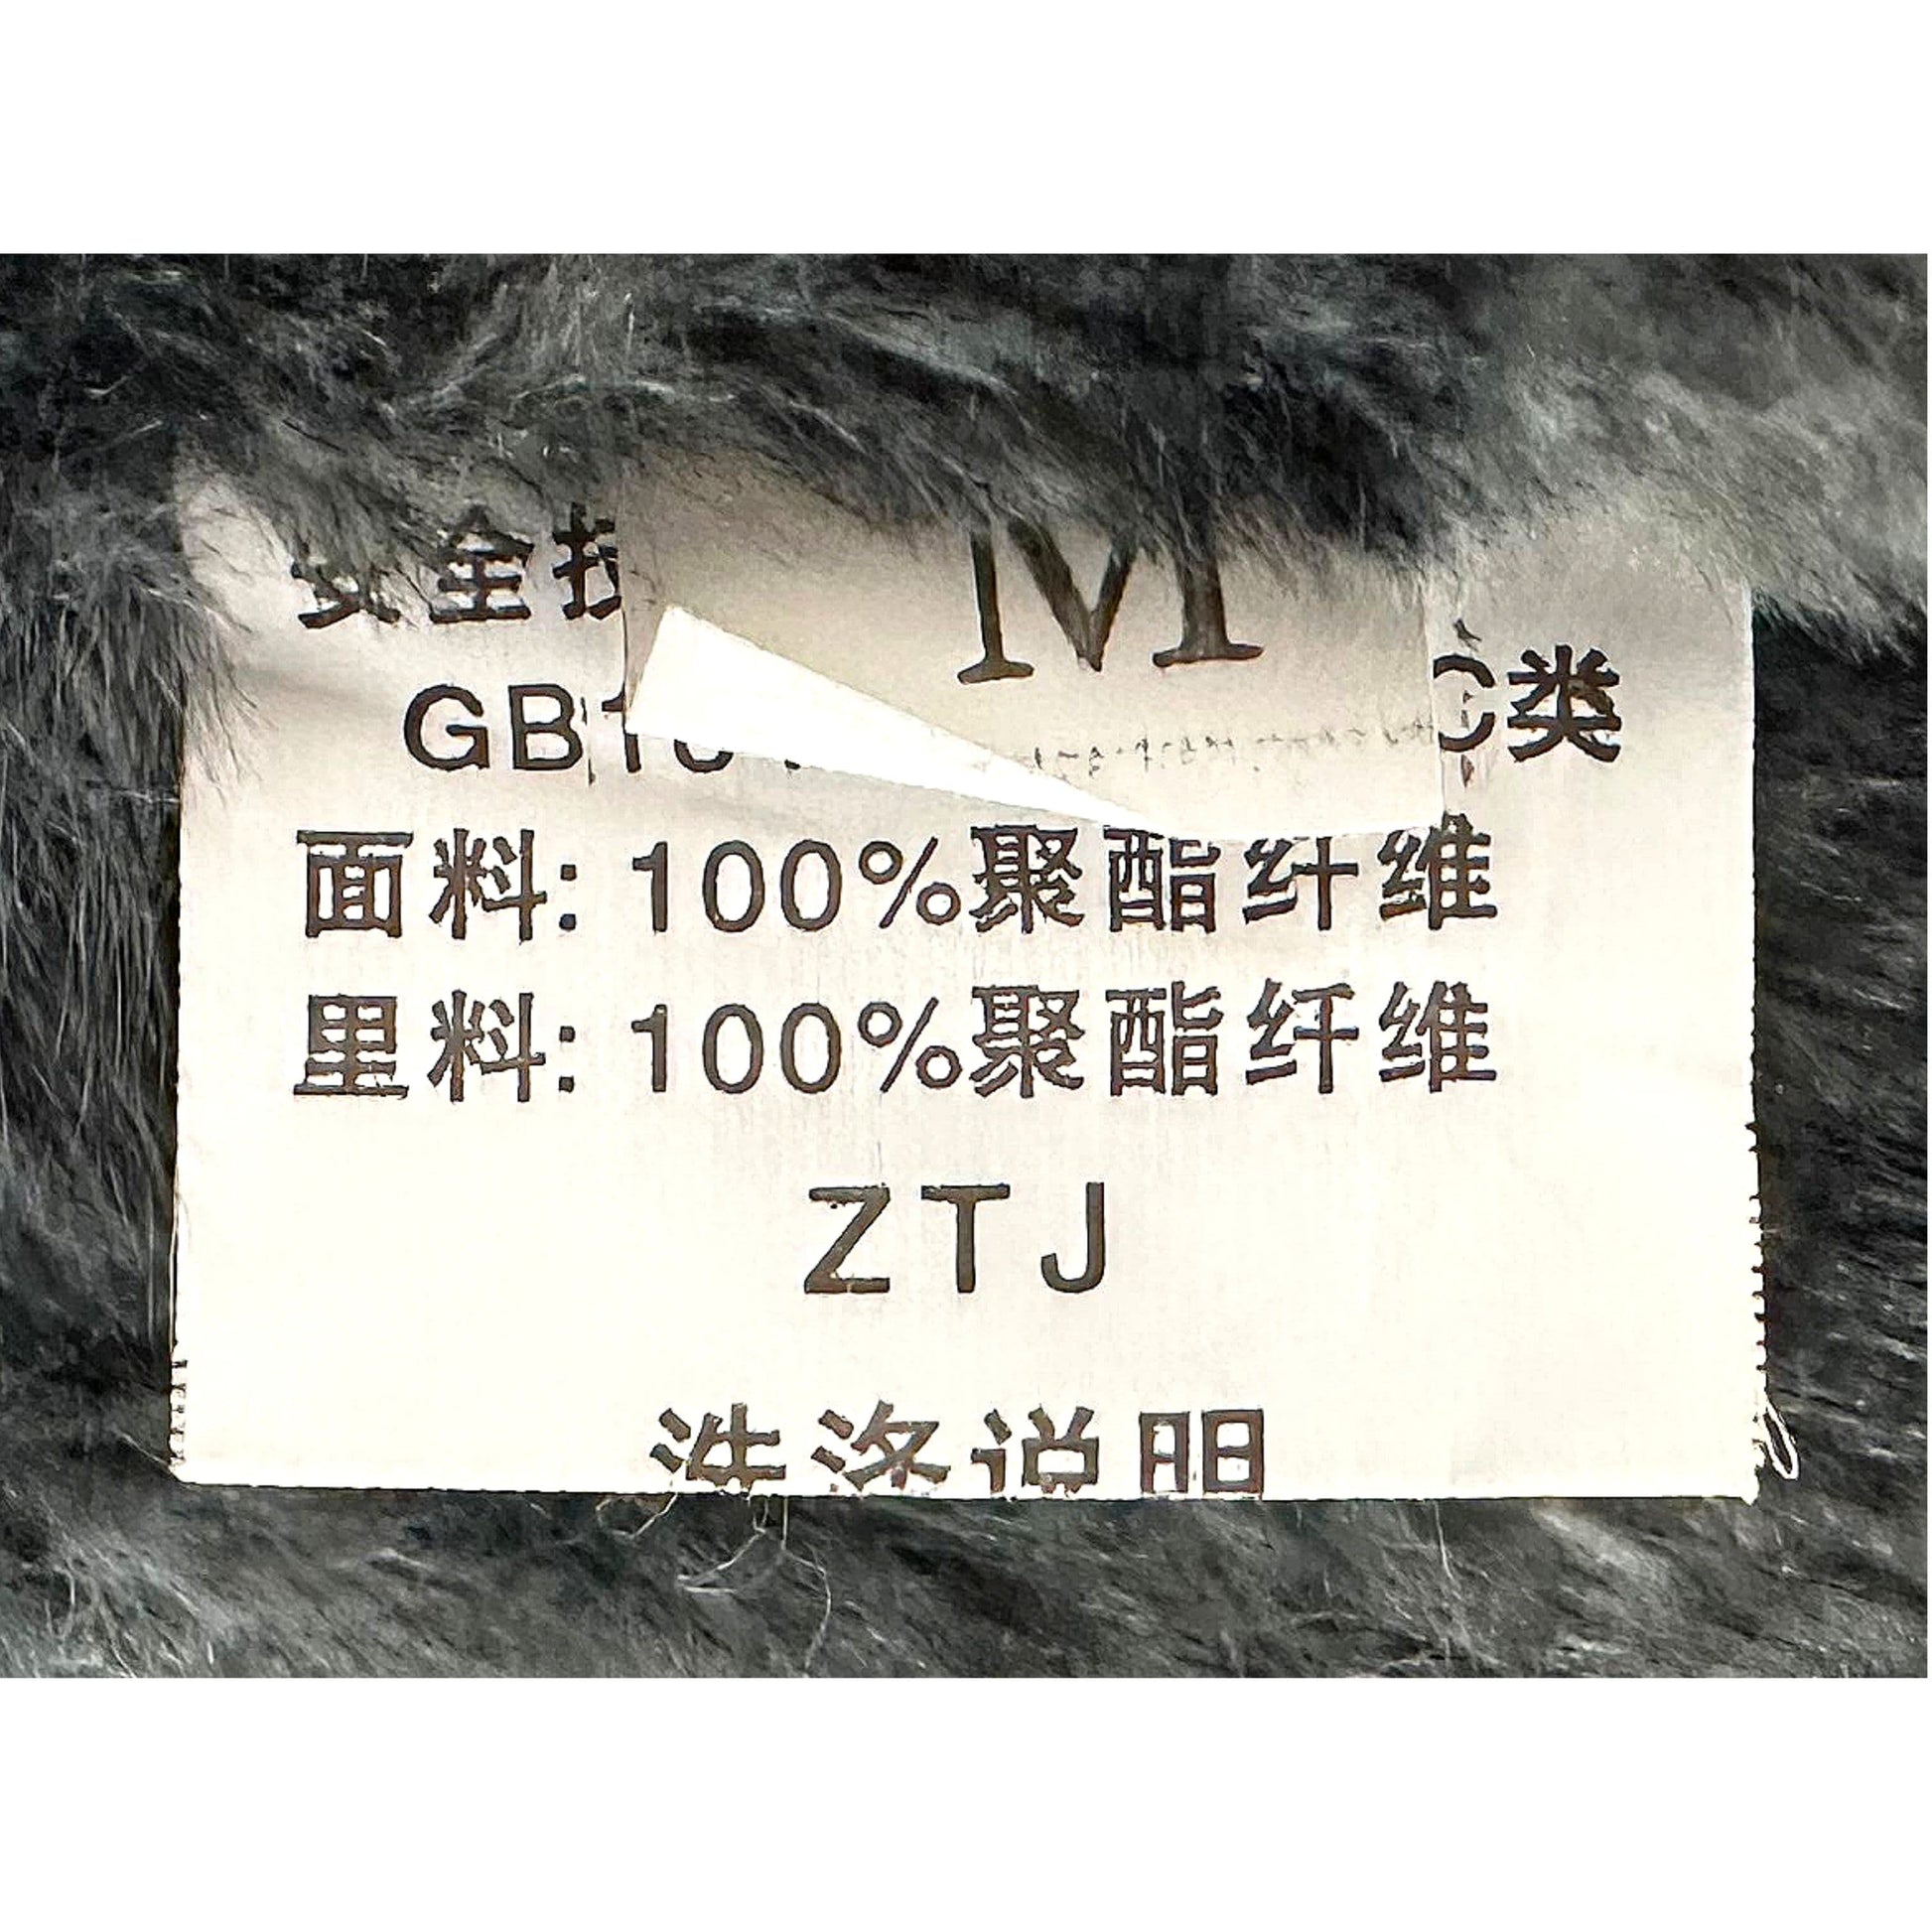 M
安全技
GB18 C类
面料: 100%聚酯纤维
里料: 100%聚酯纤维
ZTJ
洗涤说明